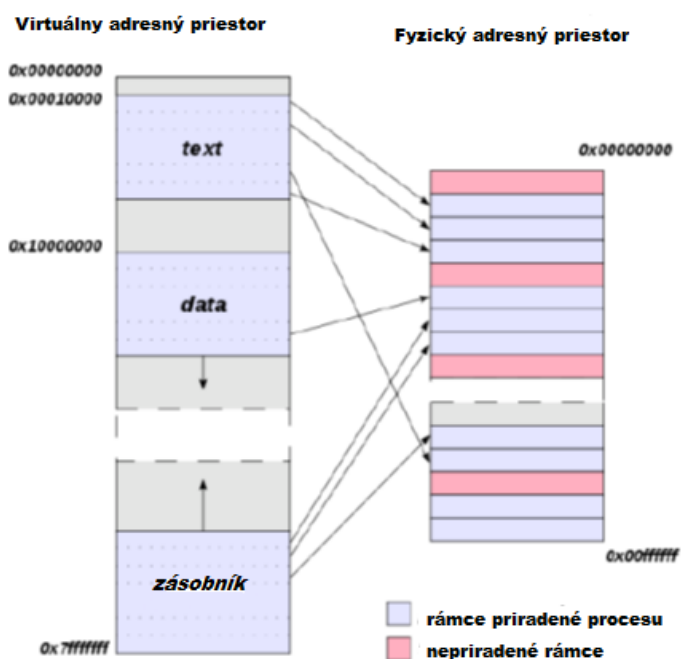 Virtuálny adresný priestor
Fyzický adresný priestor
0x00000000
0x00010000
text
0x10000000
data
zásobník
0x7fffffff
0x00000000
0x00ffffff
rámce priradené procesu
nepriradené rámce